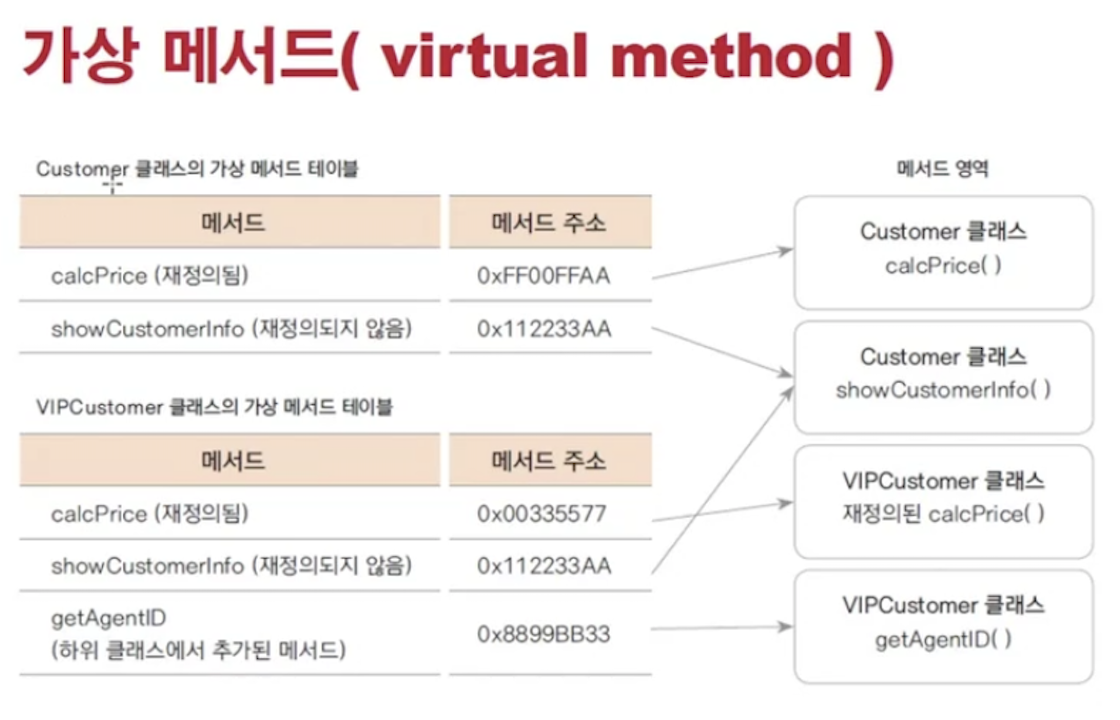 가상 메서드( virtual method )
Customer 클래스의 가상 메서드 테이블
메서드 메서드 주소
calcPrice (재정의됨) 0xFF00FFAA
showCustomerInfo (재정의되지 않음) 0x112233AA
VIPCustomer 클래스의 가상 메서드 테이블
메서드 메서드 주소
calcPrice (재정의됨) 0x00335577
showCustomerInfo (재정의되지 않음) 0x112233AA
getAgentID
(하위 클래스에서 추가된 메서드)
0x8899BB33
메서드 영역
Customer 클래스
calcPrice( )
Customer 클래스
showCustomerInfo( )
VIPCustomer 클래스
재정의된 calcPrice( )
VIPCustomer 클래스
getAgentID( )